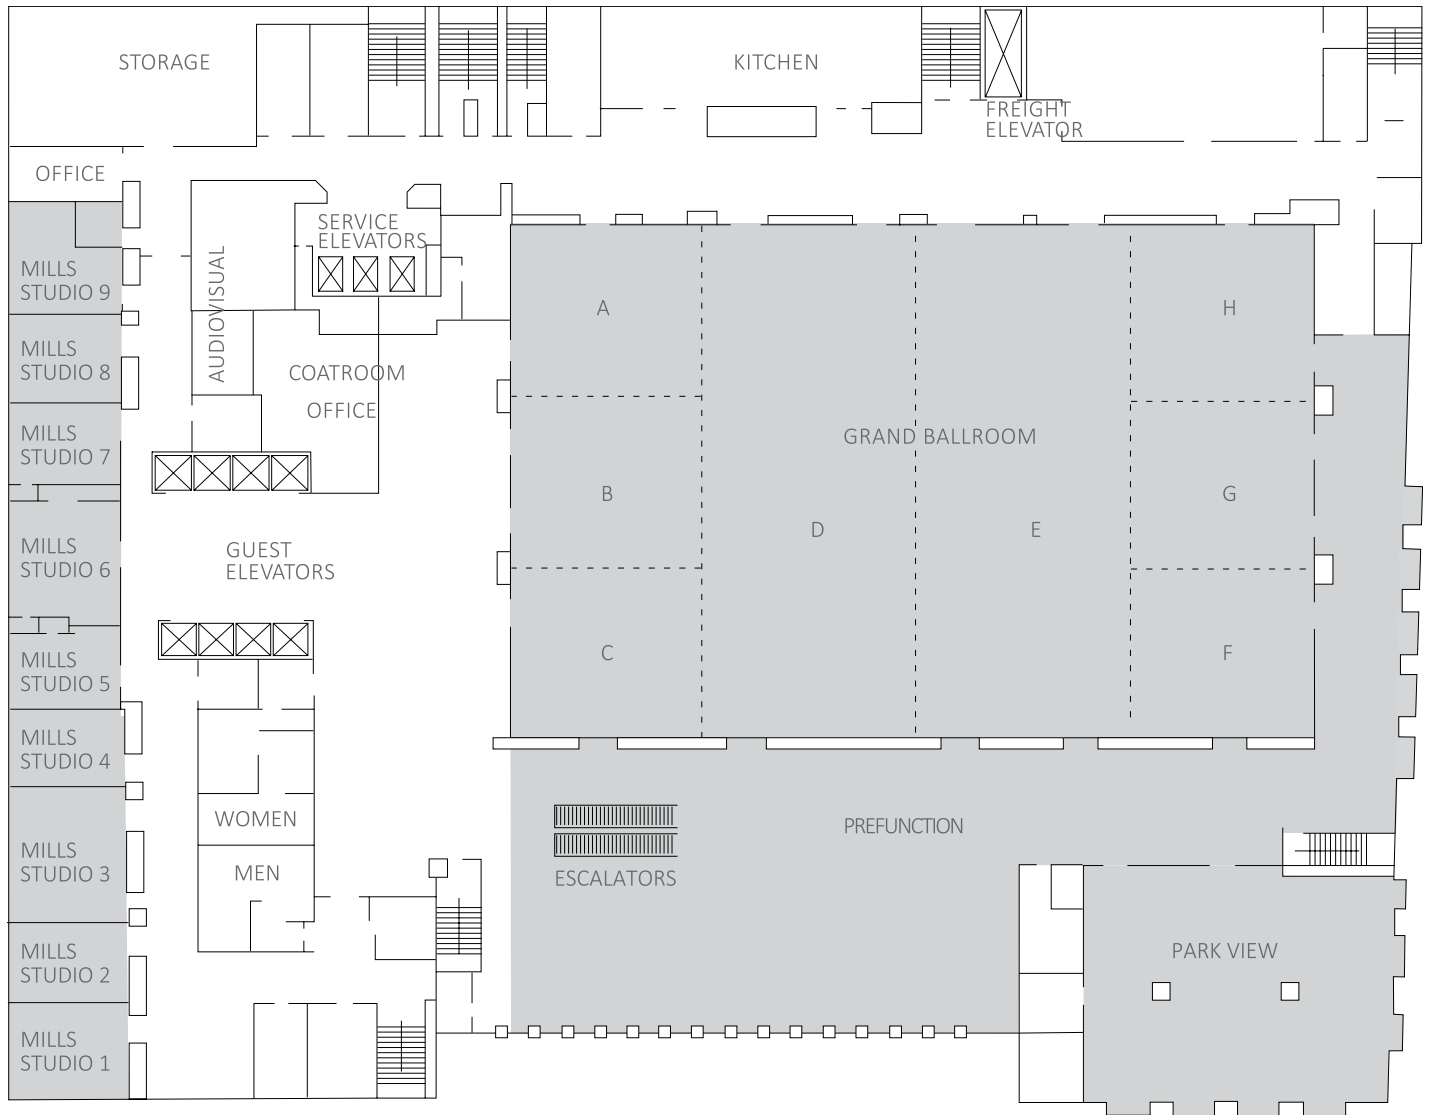 STORAGE
KITCHEN
FREIGHT
ELEVATOR
OFFICE
SERVICE
ELEVATORS
AUDIOVISUAL
MILLS
STUDIO 9
A
H
MILLS
STUDIO 8
COATROOM
OFFICE
MILLS
STUDIO 7
GRAND BALLROOM
B
G
D
E
MILLS
STUDIO 6
GUEST
ELEVATORS
C
F
MILLS
STUDIO 5
MILLS
STUDIO 4
WOMEN
PREFUNCTION
MILLS
STUDIO 3
MEN
ESCALATORS
MILLS
STUDIO 2
PARK VIEW
MILLS
STUDIO 1